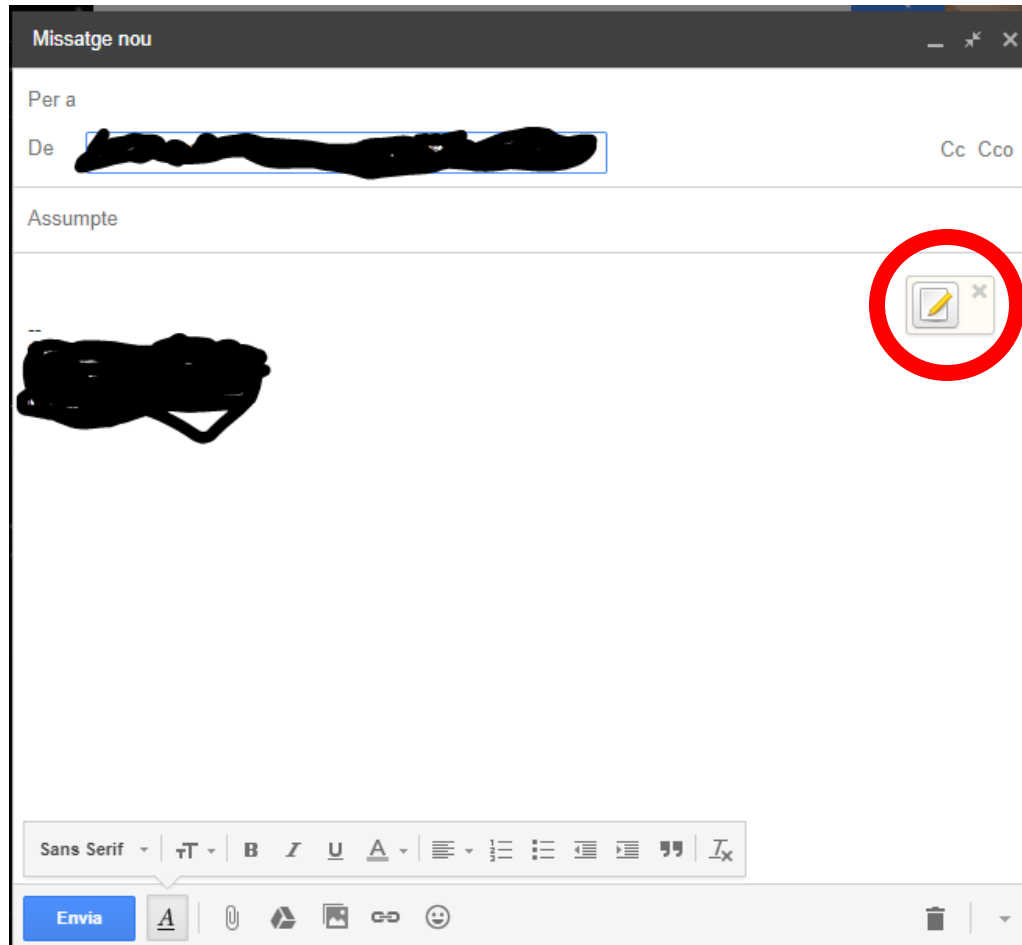 Missatge nou
Per a
De
Cc Cco
Assumpte
--
Sans Serif
Envia